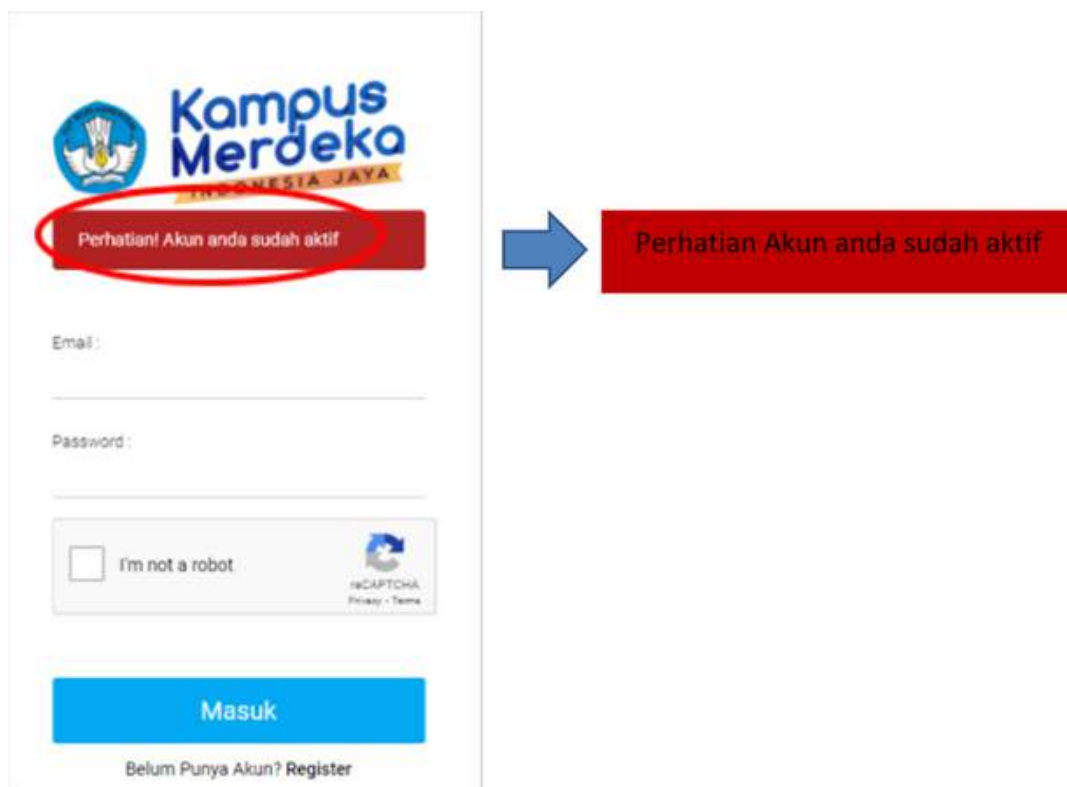 Kampus
Merdeka
INDONESIA JAYA
Perhatian! Akun anda sudah aktif
Perhatian Akun anda sudah aktif
Email :
Password :
I'm not a robot
reCAPTCHA
Privacy - Terms
Masuk
Belum Punya Akun? Register